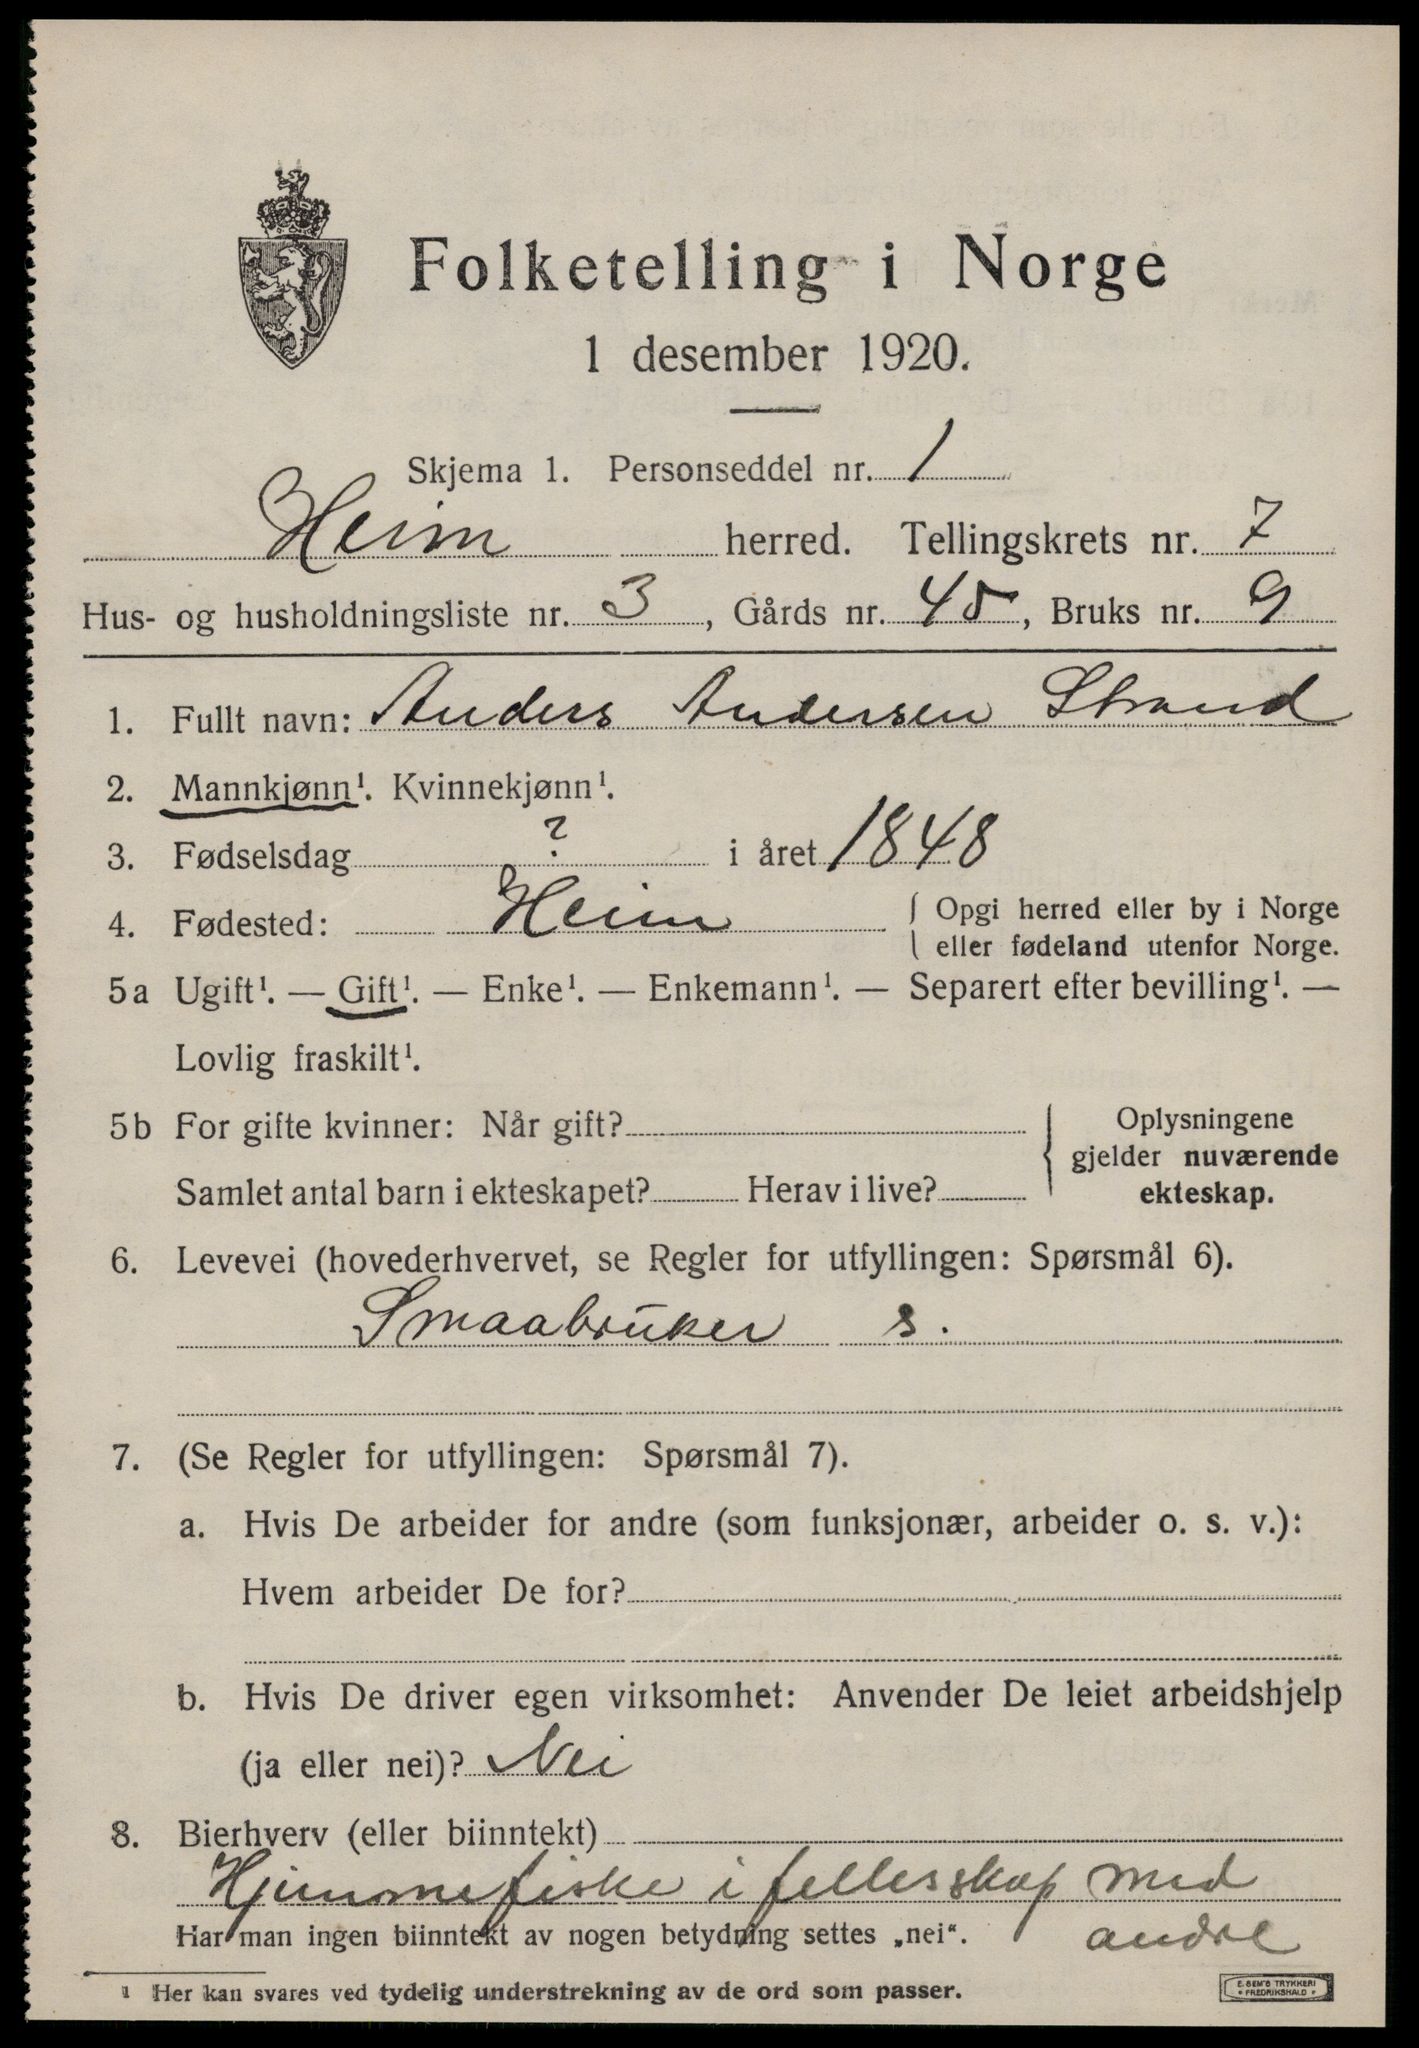 Folketelling i Norge
1 desember 1920.
Skjema 1. Personseddel nr. 1
Heim herred. Tellingskrets nr. 7
Hus- og husholdningsliste nr. 3, Gårds nr. 45, Bruks nr. 9
1. Fullt navn: Anders Andersen Strand
2. Mannkjønn¹. Kvinnekjønn¹.
3. Fødselsdag ? i året 1848
4. Fødested: Heim { Opgi herred eller by i Norge
eller fødeland utenfor Norge.
5a Ugift¹. — Gift¹. — Enke¹. — Enkemann¹. — Separert efter bevilling¹. —
Lovlig fraskilt¹.
5b For gifte kvinner: Når gift?
Samlet antal barn i ekteskapet? Herav i live?
Oplysningene
gjelder nuværende
ekteskap.
6. Levevei (hovederhvervet, se Regler for utfyllingen: Spørsmål 6).
Smaabruker s.
7. (Se Regler for utfyllingen: Spørsmål 7).
a. Hvis De arbeider for andre (som funksjonær, arbeider o. s. v.):
Hvem arbeider De for?
b. Hvis De driver egen virksomhet: Anvender De leiet arbeidshjelp
(ja eller nei)? Nei
8. Bierhverv (eller biinntekt)
Hjemmefiske i fellesskap med
andre
Har man ingen biinntekt av nogen betydning settes „nei“.
¹ Her kan svares ved tydelig understrekning av de ord som passer.
E. SEM'S TRYKKERI
FREDRIKSHALD